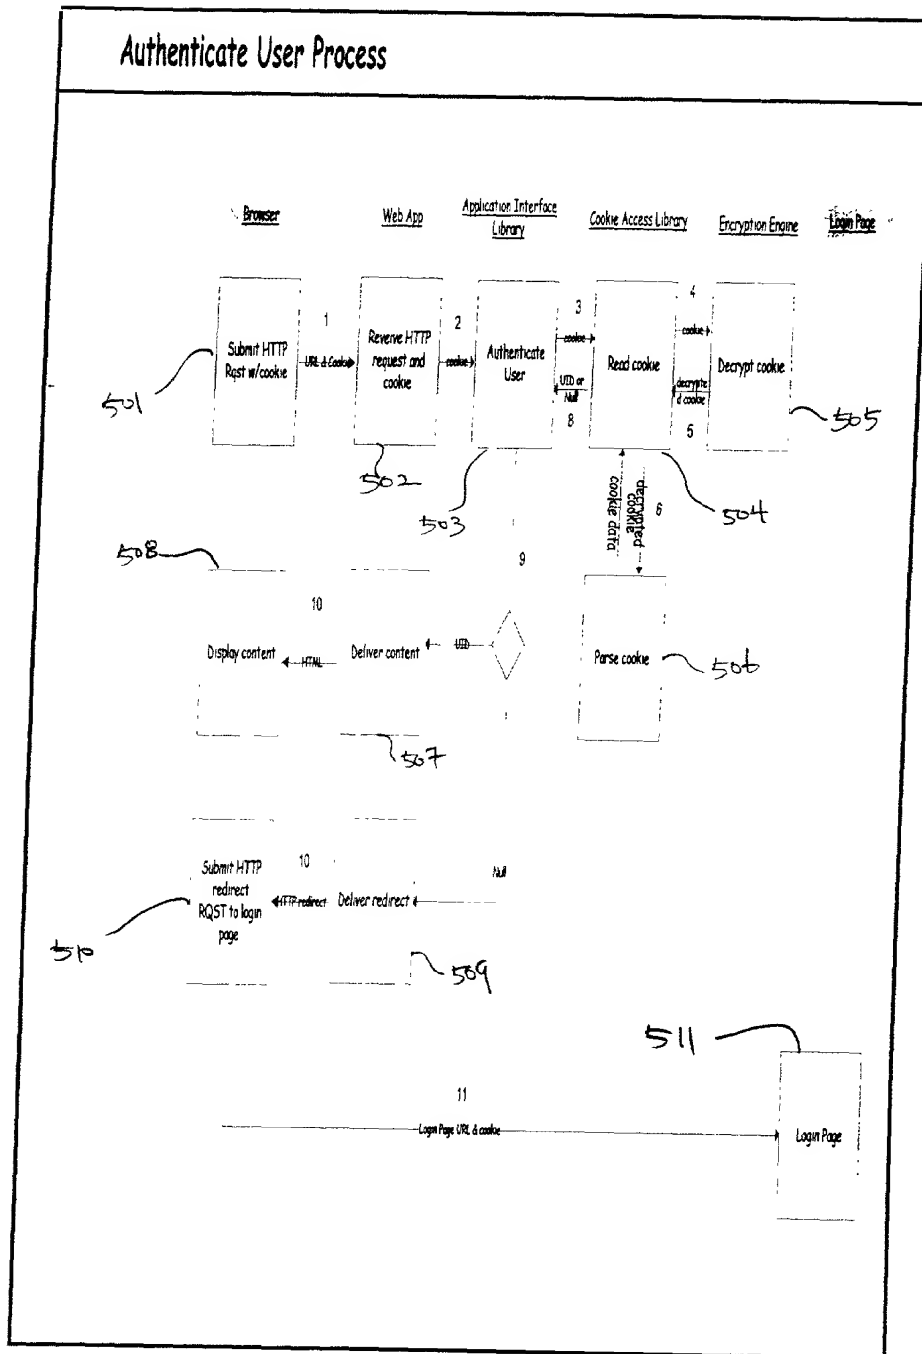 Authenticate User Process
Browser
Web App
Application Interface
Library
Cookie Access Library
Encryption Engine
Login Page
Submit HTTP
Rqst w/cookie
1
URL & Cookie
Reverve HTTP
request and
cookie
2
cookie
Authenticate
User
3
cookie
UID or
Null
8
Read cookie
4
cookie
decrypte
d cookie
5
Decrypt cookie
501
502
503
504
505
decrypted
cookie
cookie data
6
508
9
10
Display content
HTML
Deliver content
UID
Parse cookie
506
507
Submit HTTP
redirect
RQST to login
page
10
HTTP redirect
Deliver redirect
Null
510
509
511
11
Login Page URL & cookie
Login Page